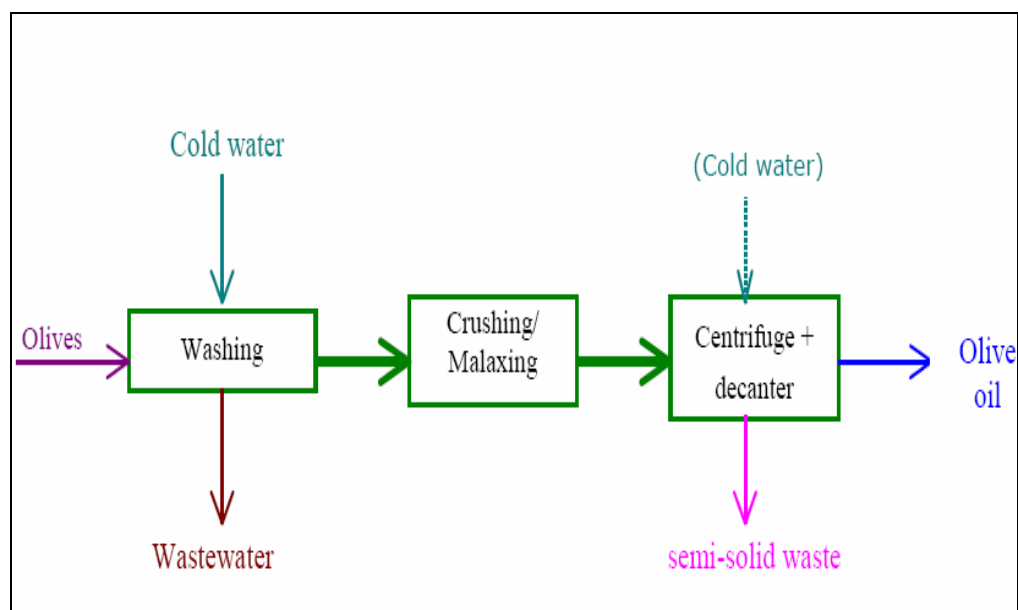 Cold water
(Cold water)
Olives
Washing
Crushing/
Malaxing
Centrifuge +
decanter
Olive
oil
Wastewater
semi-solid waste